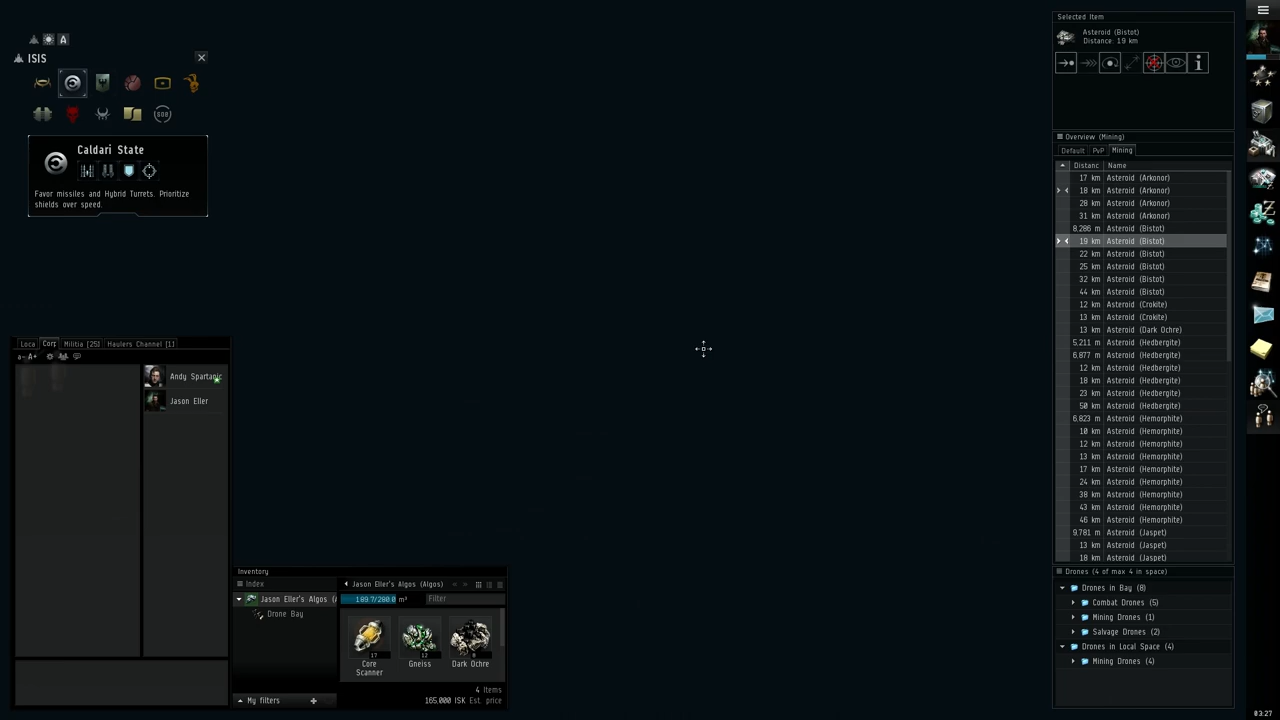 A
ISIS
SOB
Caldari State
Favor missiles and Hybrid Turrets. Prioritize
shields over speed.
Selected Item
Asteroid (Bistot)
Distance: 19 km
Overview (Mining)
Default PvP Mining
Distanc Name
17 km Asteroid (Arkonor)
18 km Asteroid (Arkonor)
28 km Asteroid (Arkonor)
31 km Asteroid (Arkonor)
8,286 m Asteroid (Bistot)
19 km Asteroid (Bistot)
22 km Asteroid (Bistot)
25 km Asteroid (Bistot)
32 km Asteroid (Bistot)
44 km Asteroid (Bistot)
12 km Asteroid (Crokite)
13 km Asteroid (Crokite)
13 km Asteroid (Dark Ochre)
5,211 m Asteroid (Hedbergite)
6,877 m Asteroid (Hedbergite)
12 km Asteroid (Hedbergite)
18 km Asteroid (Hedbergite)
23 km Asteroid (Hedbergite)
50 km Asteroid (Hedbergite)
6,823 m Asteroid (Hemorphite)
10 km Asteroid (Hemorphite)
12 km Asteroid (Hemorphite)
13 km Asteroid (Hemorphite)
17 km Asteroid (Hemorphite)
24 km Asteroid (Hemorphite)
38 km Asteroid (Hemorphite)
43 km Asteroid (Hemorphite)
46 km Asteroid (Hemorphite)
9,781 m Asteroid (Jaspet)
13 km Asteroid (Jaspet)
18 km Asteroid (Jaspet)
Loca Corp Militia [25] Haulers Channel [1]
a- A+
Andy Spartanic
Jason Eller
Inventory
Index
Jason Eller's Algos (A
Drone Bay
My filters +
Jason Eller's Algos (Algos)
189.7/280.0 m³ Filter
17 12 8
Core Gneiss Dark Ochre
Scanner
4 Items
165,000 ISK Est. price
Drones (4 of max 4 in space)
Drones in Bay (8)
Combat Drones (5)
Mining Drones (1)
Salvage Drones (2)
Drones in Local Space (4)
Mining Drones (4)
03:27